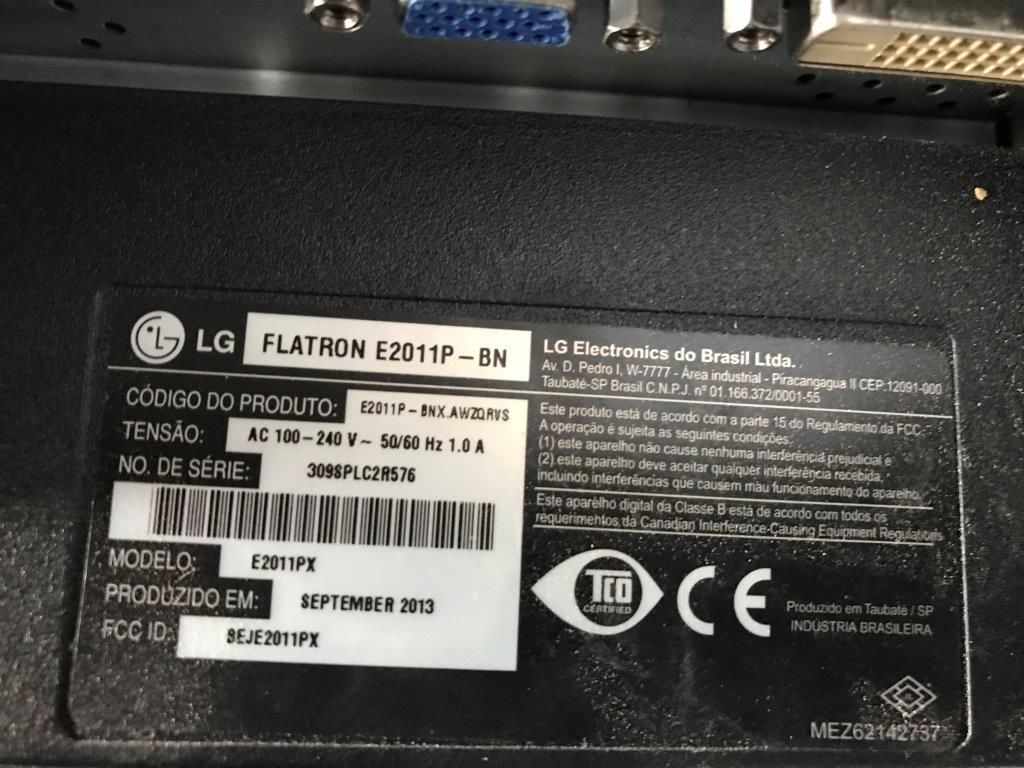 LG FLATRON E2011P-BN
CÓDIGO DO PRODUTO: E2011P-BNX.AWZQRVS
TENSÃO: AC 100-240 V~ 50/60 Hz 1.0 A
NO. DE SÉRIE: 309SPLC2R576
MODELO: E2011PX
PRODUZIDO EM: SEPTEMBER 2013
FCC ID: BEJE2011PX
LG Electronics do Brasil Ltda.
Av. D. Pedro I, W-7777 - Área industrial - Piracangagua II CEP:12091-000
Taubaté-SP Brasil C.N.P.J. nº 01.166.372/0001-55
Este produto está de acordo com a parte 15 do Regulamento da FCC.
A operação é sujeita as seguintes condições.
(1) este aparelho não cause nenhuma interferência prejudicial e
(2) este aparelho deve aceitar qualquer interferência recebida,
incluindo interferências que causem mau funcionamento do aparelho.
Este aparelho digital da Classe B está de acordo com todos os
requerimentos da Canadian Interference-Causing Equipment Regulations
TCO
CERTIFIED
CE
Produzido em Taubaté / SP
INDÚSTRIA BRASILEIRA
MEZ62142737